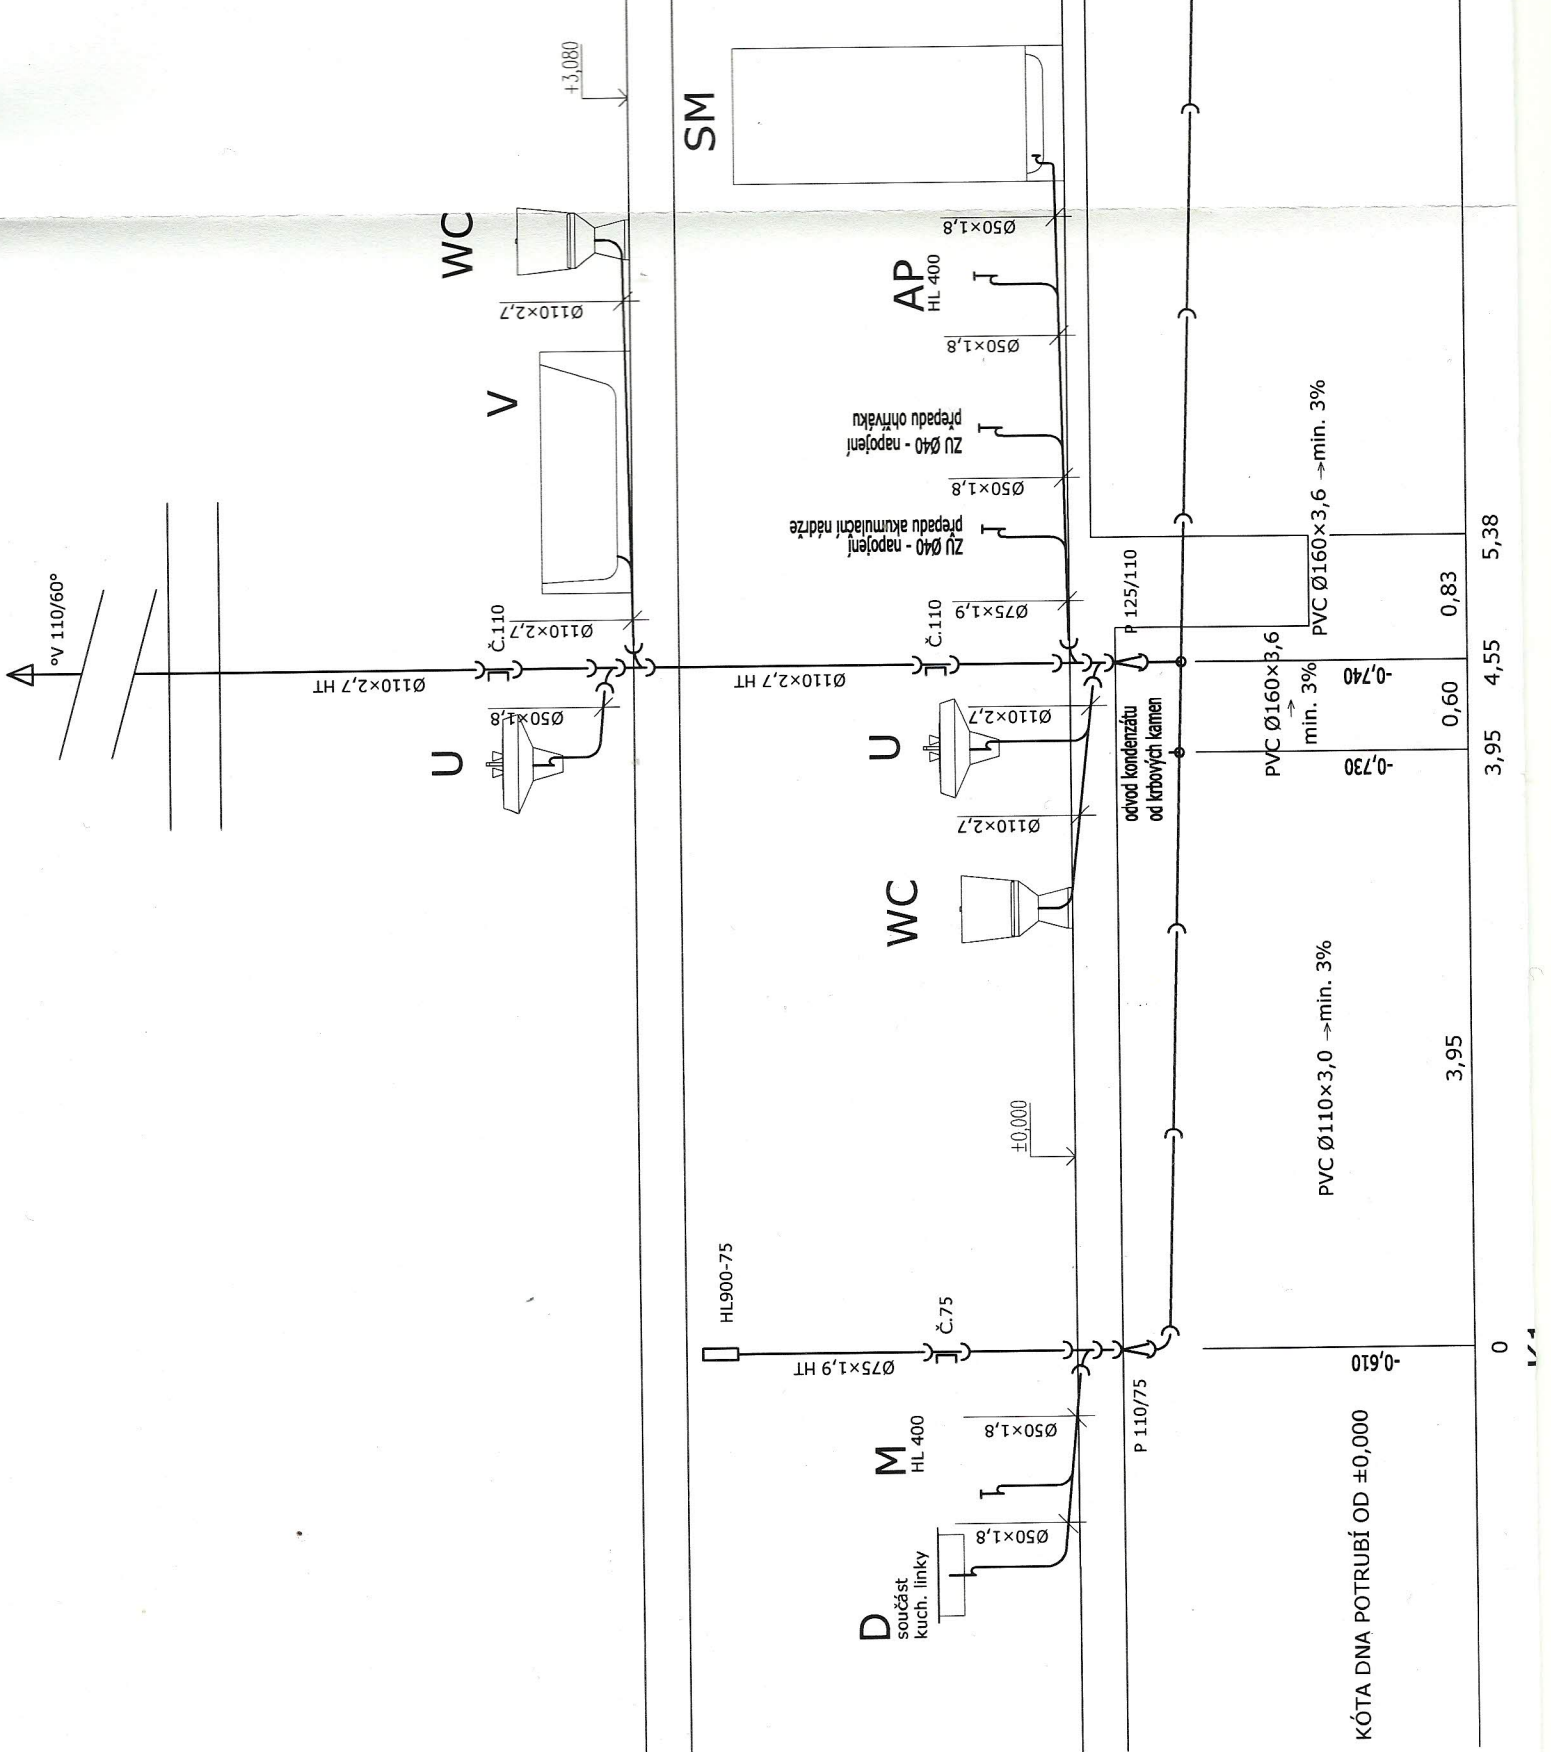 °V 110/60°
+3,080
SM
WC
Ø110×2,7
V
Č.110
Ø110×2,7
Ø110×2,7 HT
Ø50×1,8
U
Ø50×1,8
AP
HL 400
Ø50×1,8
ZU Ø40 - napojení
přepadu ohříváku
Ø50×1,8
ZÚ Ø40 - napojení
přepadu akumulační nádrže
Ø75×1,9
Č.110
Ø110×2,7 HT
P 125/110
U
Ø110×2,7
Ø110×2,7
WC
odvod kondenzátu
od krbových kamen
±0,000
HL900-75
Č.75
Ø75×1,9 HT
M
HL 400
Ø50×1,8
P 110/75
D
součást
kuch. linky
Ø50×1,8
PVC Ø160×3,6 →min. 3%
PVC Ø160×3,6
→
min. 3%
PVC Ø110×3,0 →min. 3%
-0,740
-0,730
-0,610
KÓTA DNA POTRUBÍ OD ±0,000
0,83
0,60
3,95
5,38
4,55
3,95
0